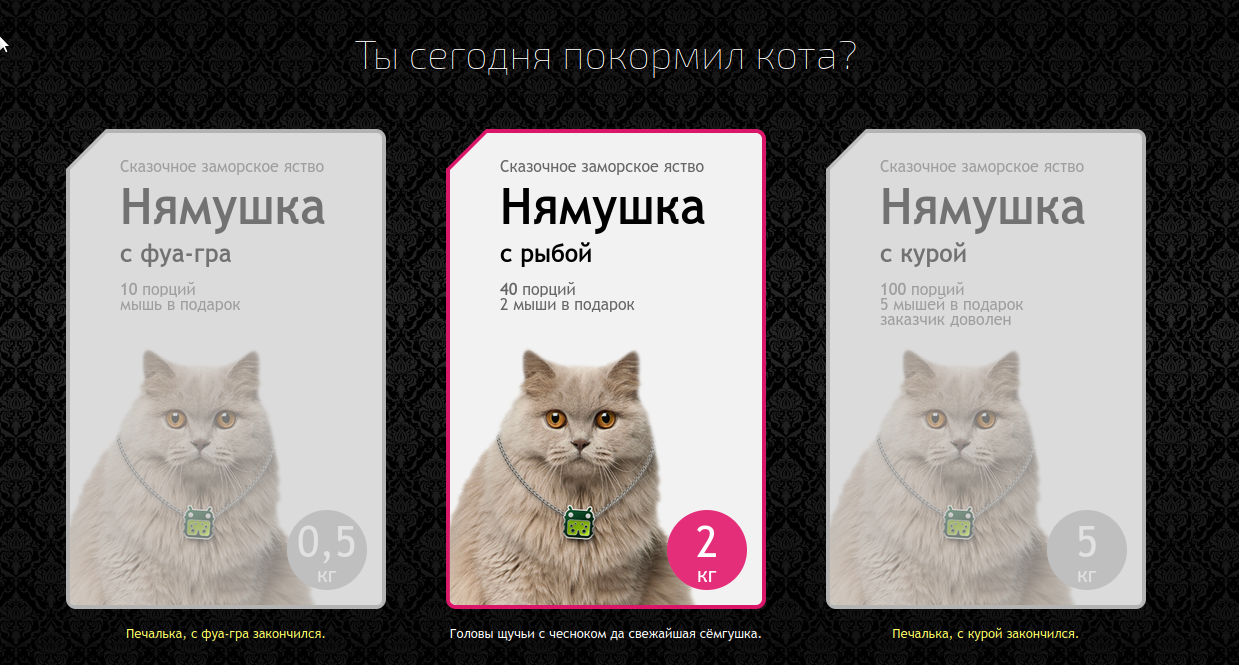 Ты сегодня покормил кота?
Сказочное заморское яство
Нямушка
с фуа-гра
10 порций
мышь в подарок
0,5
кг
Печалька, с фуа-гра закончился.
Сказочное заморское яство
Нямушка
с рыбой
40 порций
2 мыши в подарок
2
кг
Головы щучьи с чесноком да свежайшая сёмгушка.
Сказочное заморское яство
Нямушка
с курой
100 порций
5 мышей в подарок
заказчик доволен
5
кг
Печалька, с курой закончился.